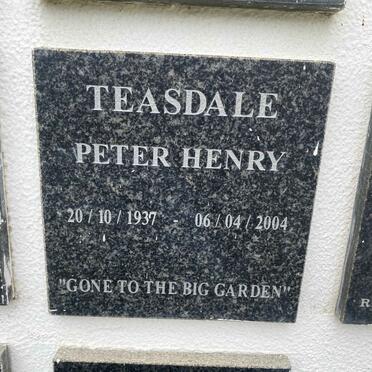 TEASDALE
PETER HENRY
20 / 10 / 1937 - 06 / 04 / 2004
"GONE TO THE BIG GARDEN"
R